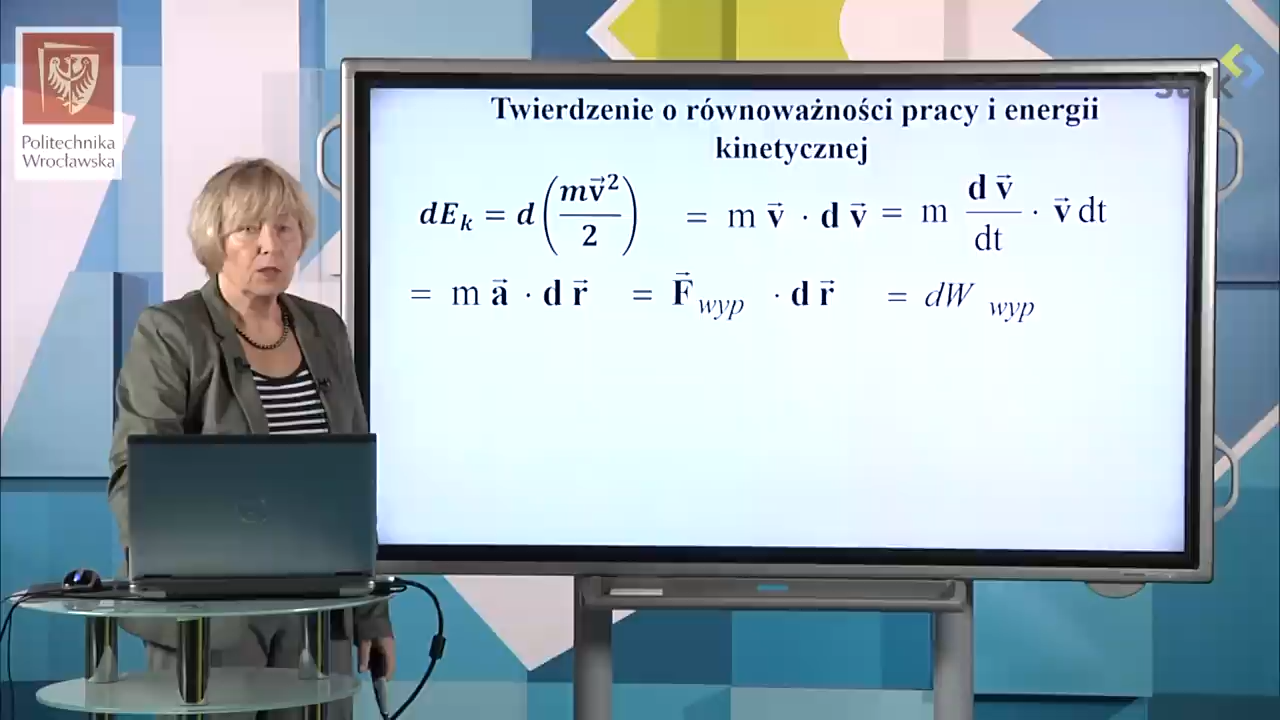 Politechnika
Wrocławska
Twierdzenie o równoważności pracy i energii
kinetycznej
dE_k = d(mv⃗²/2) = m v⃗ · d v⃗ = m d v⃗/dt · v⃗ dt
= m a⃗ · d r⃗ = F⃗_wyp · d r⃗ = dW_wyp